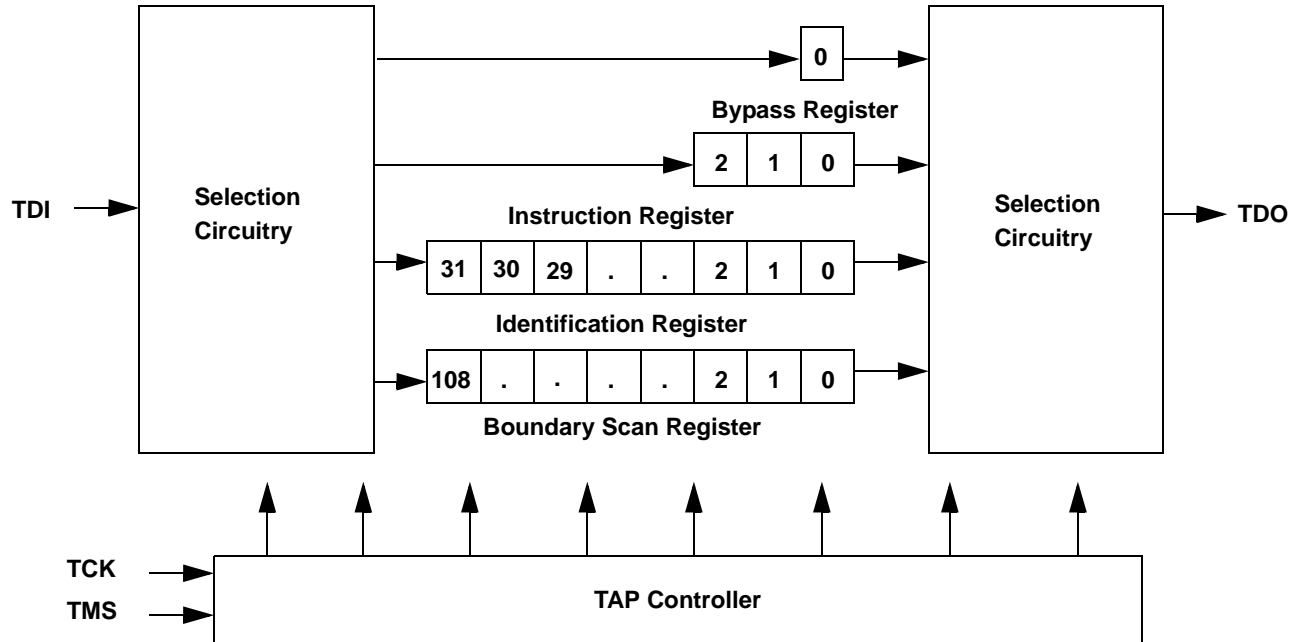 0
Bypass Register
2 1 0
Selection
Circuitry
Selection
Circuitry
TDI
TDO
Instruction Register
31 30 29 . . 2 1 0
Identification Register
108 . . . . 2 1 0
Boundary Scan Register
TCK
TMS
TAP Controller